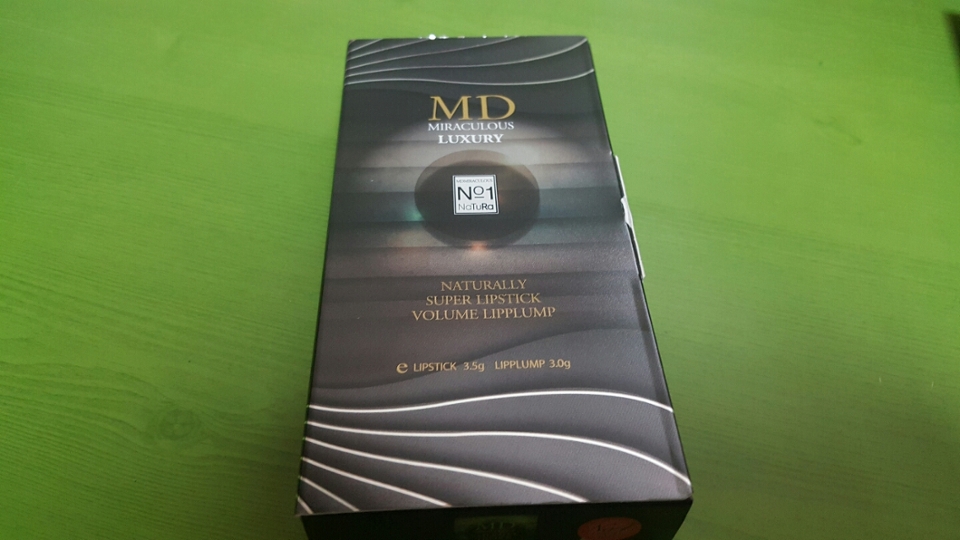 MD
MIRACULOUS
LUXURY
No1
NaTuRa
NATURALLY
SUPER LIPSTICK
VOLUME LIPPLUMP
e LIPSTICK 3.5g LIPPLUMP 3.0g